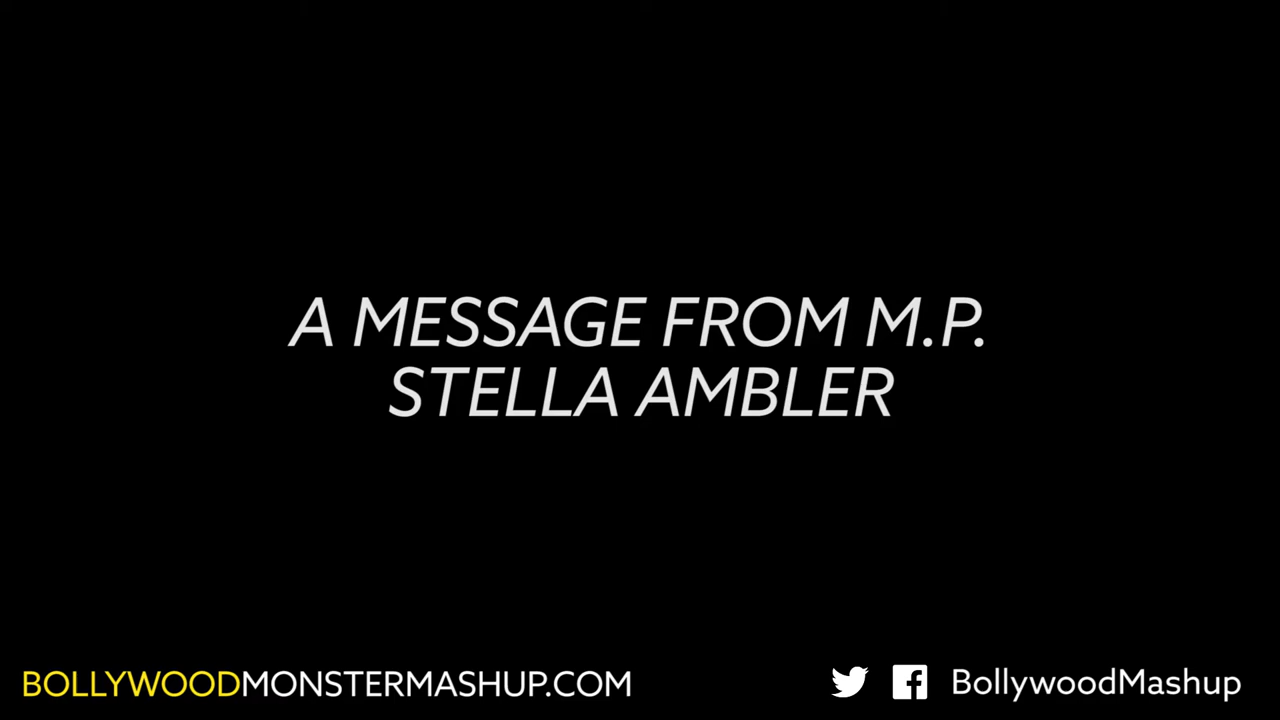 A MESSAGE FROM M.P.
STELLA AMBLER
BOLLYWOODMONSTERMASHUP.COM
BollywoodMashup